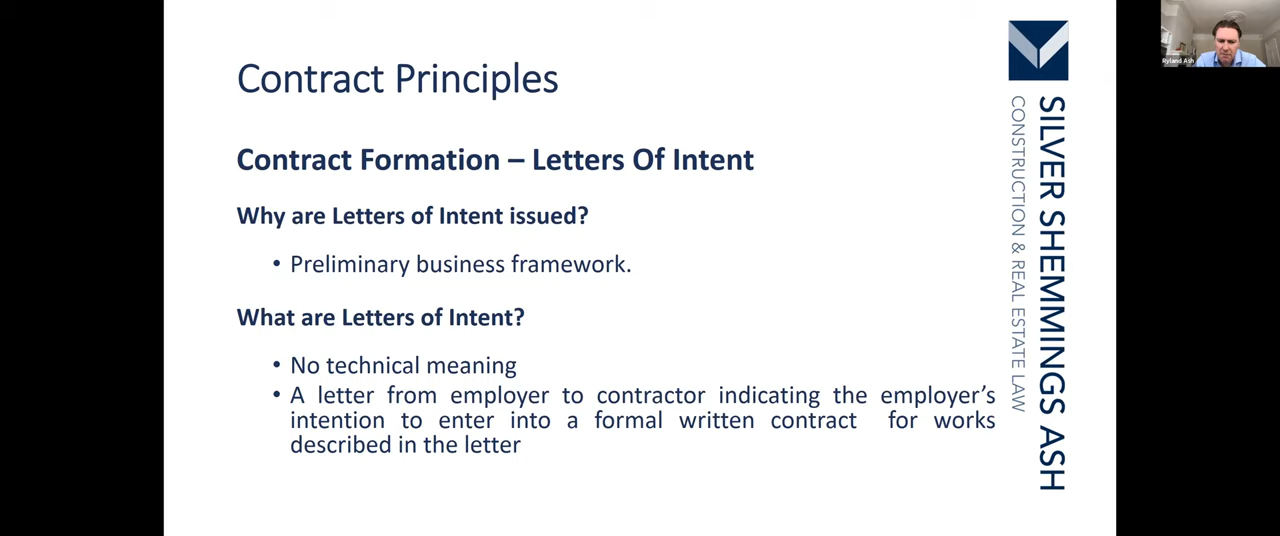 Contract Principles
Contract Formation – Letters Of Intent
Why are Letters of Intent issued?
• Preliminary business framework.
What are Letters of Intent?
• No technical meaning
• A letter from employer to contractor indicating the employer's
intention to enter into a formal written contract for works
described in the letter
SILVER SHEMMINGS ASH
CONSTRUCTION & REAL ESTATE LAW
Ryland Ash